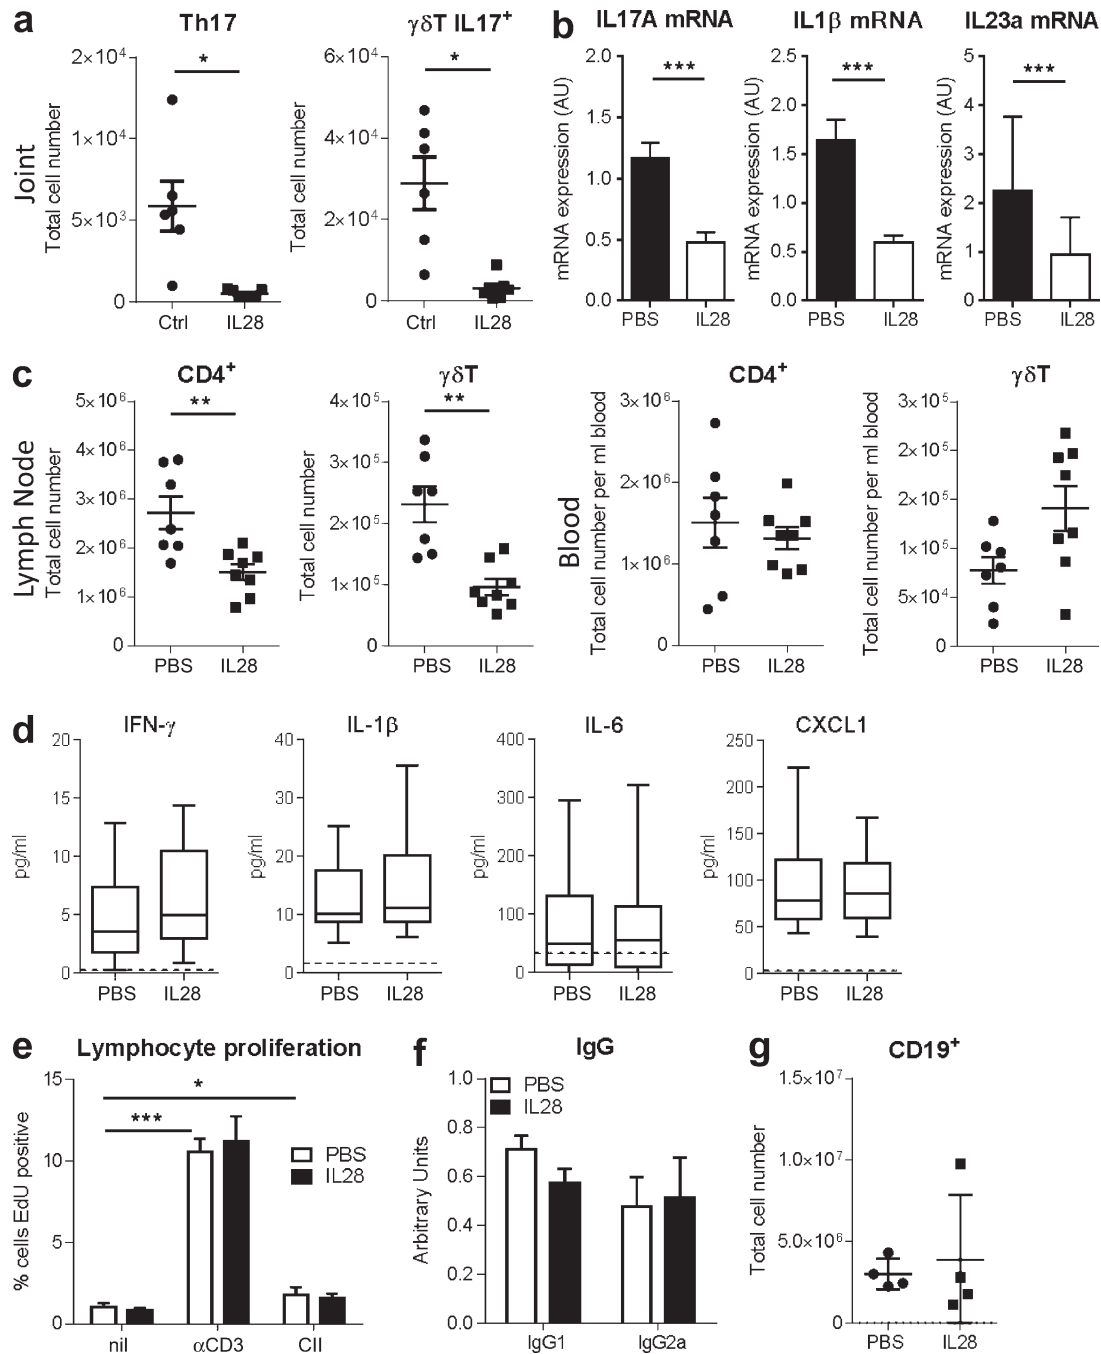 a
Joint
Th17
*
Total cell number
2×10⁴
1×10⁴
5×10³
0
Ctrl
IL28
γδT IL17⁺
*
Total cell number
6×10⁴
4×10⁴
2×10⁴
0
Ctrl
IL28
b
IL17A mRNA
***
mRNA expression (AU)
2.0
1.5
1.0
0.5
0.0
PBS
IL28
IL1β mRNA
***
mRNA expression (AU)
2.5
2.0
1.5
1.0
0.5
0.0
PBS
IL28
IL23a mRNA
***
mRNA expression (AU)
5
4
3
2
1
0
PBS
IL28
c
Lymph Node
CD4⁺
**
Total cell number
5×10⁶
4×10⁶
3×10⁶
2×10⁶
1×10⁶
0
PBS
IL28
γδT
**
Total cell number
4×10⁵
3×10⁵
2×10⁵
1×10⁵
0
PBS
IL28
Blood
CD4⁺
Total cell number per ml blood
3×10⁶
2×10⁶
1×10⁶
0
PBS
IL28
γδT
Total cell number per ml blood
3×10⁵
2×10⁵
2×10⁵
1×10⁵
5×10⁴
0
PBS
IL28
d
IFN-γ
pg/ml
20
15
10
5
0
PBS
IL28
IL-1β
pg/ml
40
30
20
10
0
PBS
IL28
IL-6
pg/ml
400
300
200
100
0
PBS
IL28
CXCL1
pg/ml
250
200
150
100
50
0
PBS
IL28
e
Lymphocyte proliferation
*
***
% cells EdU positive
15
10
5
0
PBS
IL28
nil
αCD3
CII
f
IgG
PBS
IL28
Arbitrary Units
1.0
0.8
0.6
0.4
0.2
0.0
IgG1
IgG2a
g
CD19⁺
Total cell number
1.5×10⁷
1.0×10⁷
5.0×10⁶
0
PBS
IL28